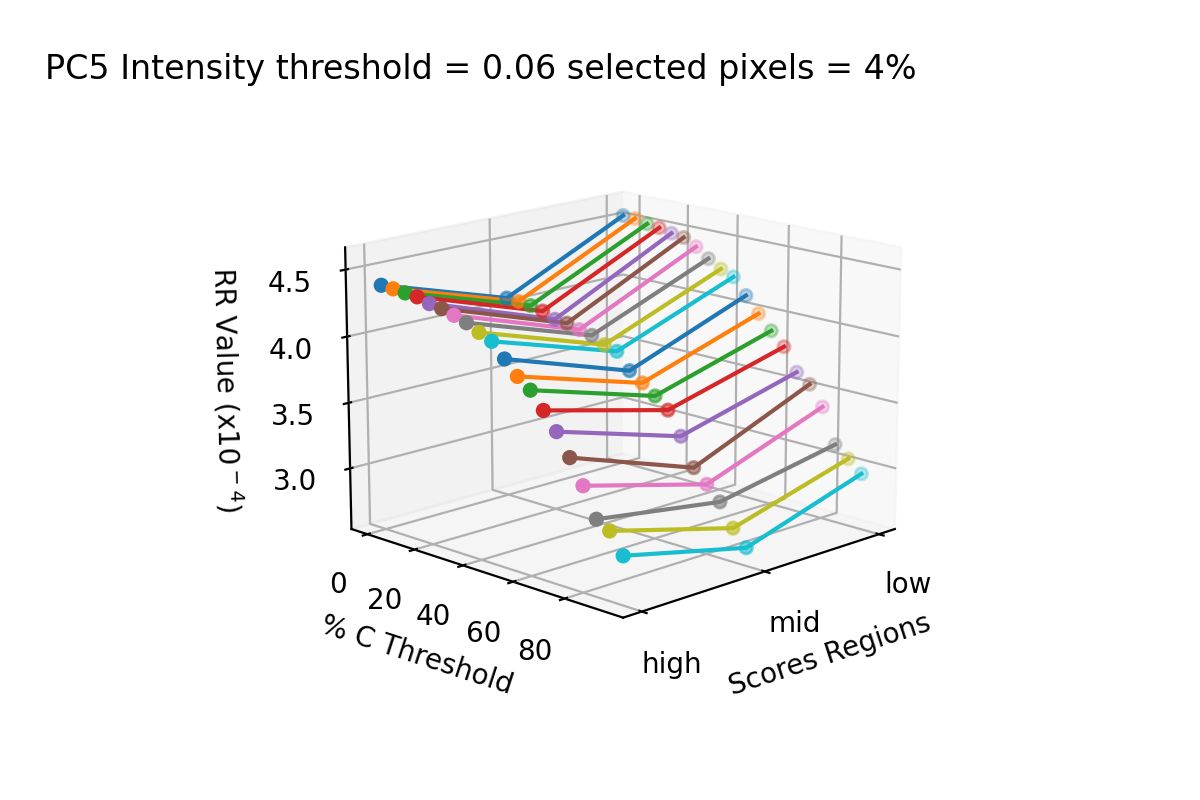 PC5 Intensity threshold = 0.06 selected pixels = 4%
RR Value (x10⁻⁴)
4.5
4.0
3.5
3.0
0
20
40
60
80
% C Threshold
high
mid
low
Scores Regions